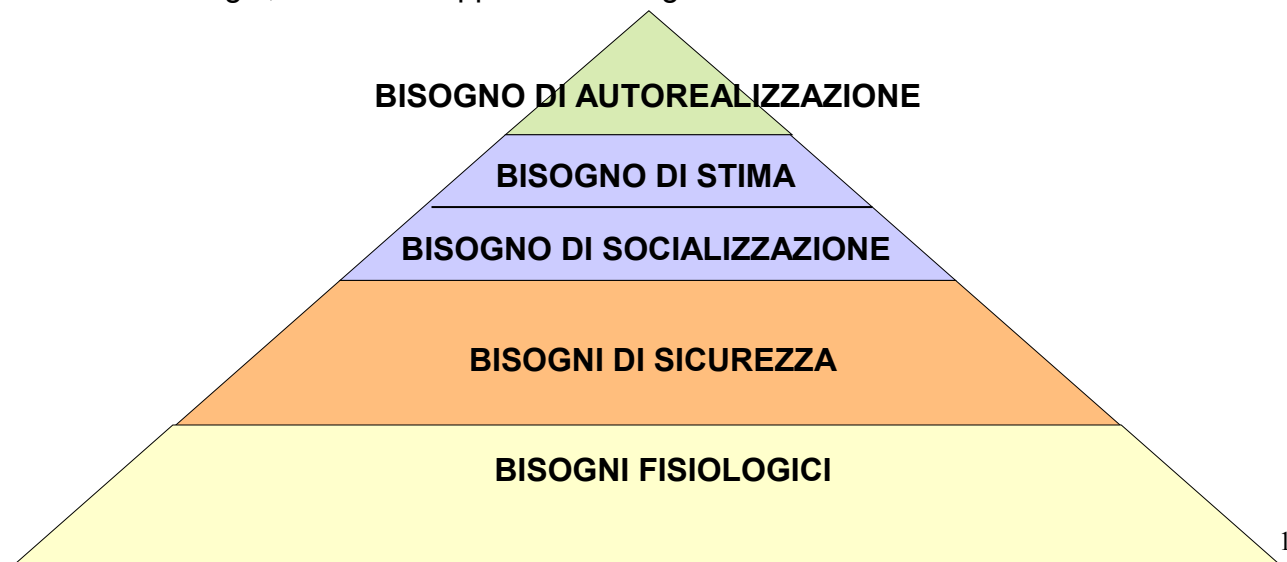 BISOGNO DI AUTOREALIZZAZIONE
BISOGNO DI STIMA
BISOGNO DI SOCIALIZZAZIONE
BISOGNI DI SICUREZZA
BISOGNI FISIOLOGICI
1